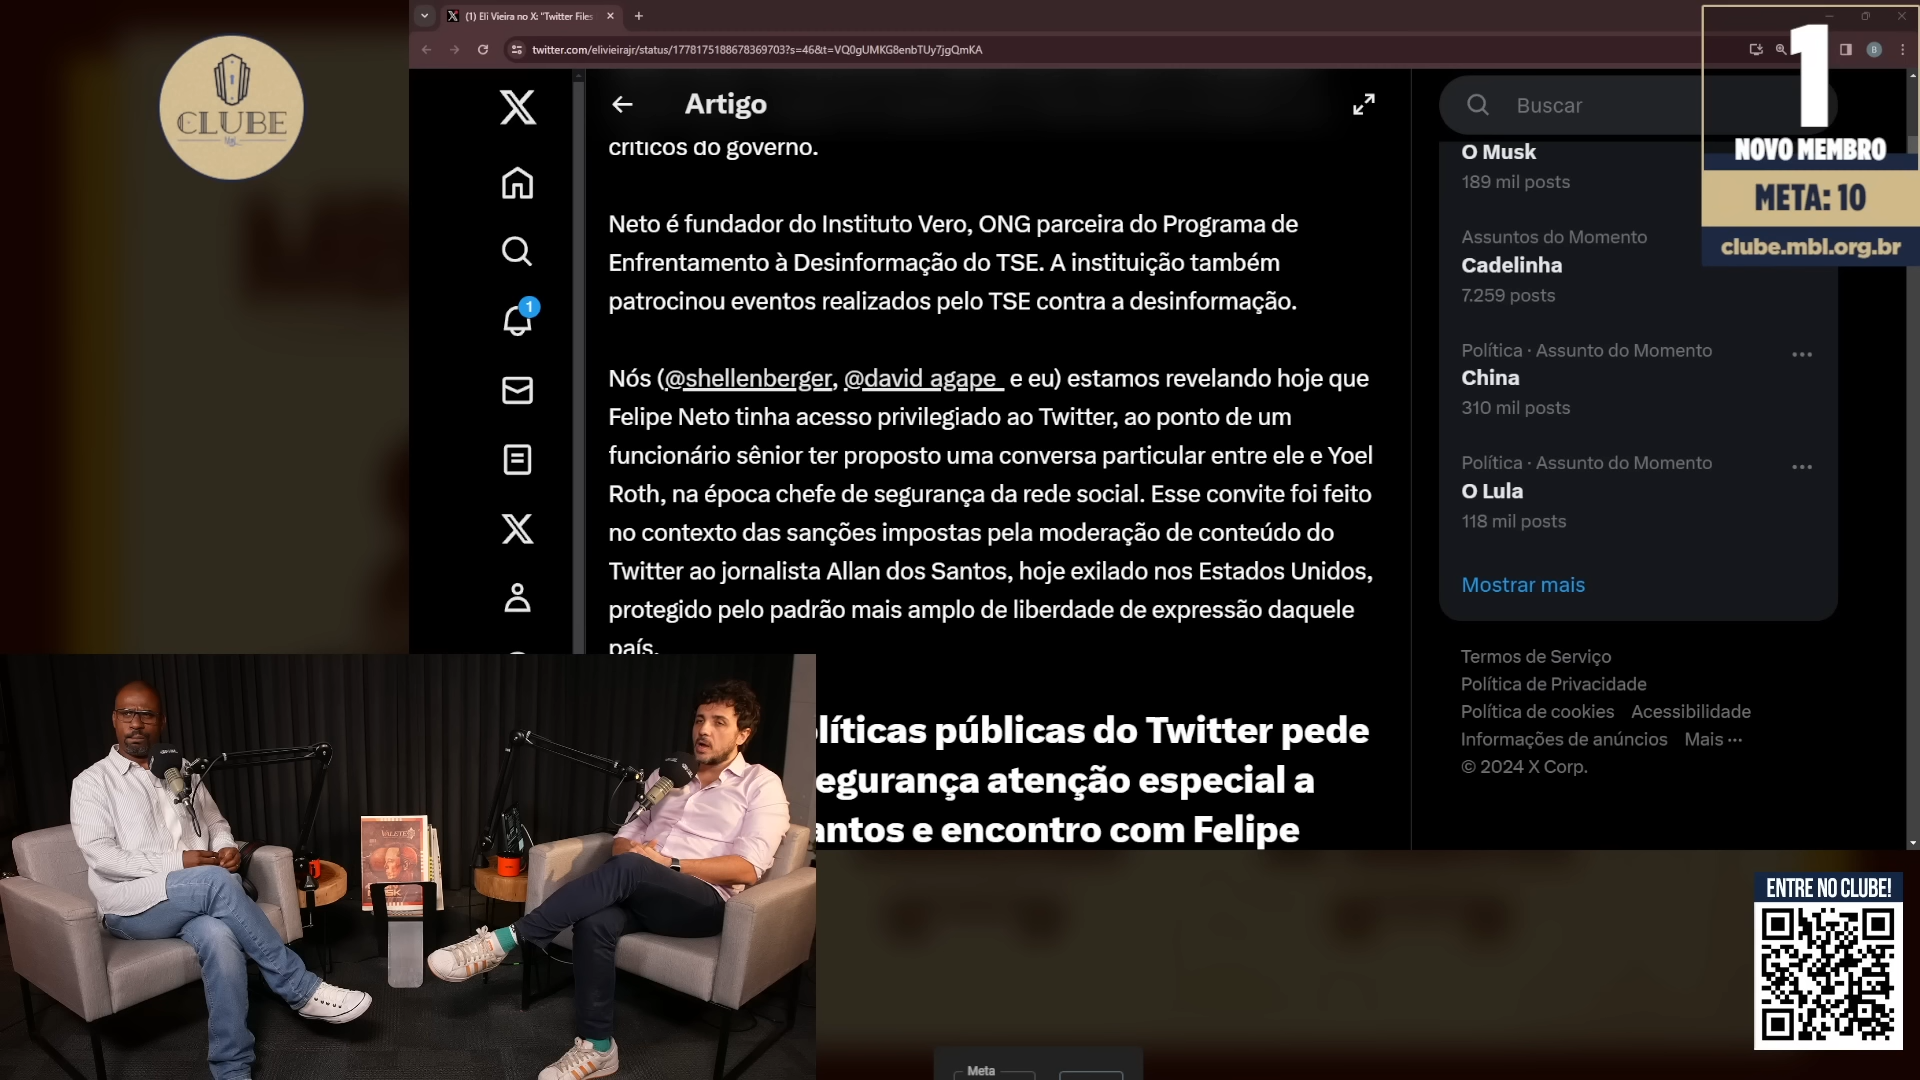 CLUBE
(1) Eli Vieira no X: "Twitter Files
twitter.com/elivieirajr/status/1778175188678369703?s=46&t=VQ0gUMKG8enbTUy7jgQmKA
Artigo
críticos do governo.
Neto é fundador do Instituto Vero, ONG parceira do Programa de
Enfrentamento à Desinformação do TSE. A instituição também
patrocinou eventos realizados pelo TSE contra a desinformação.
Nós (@shellenberger, @david_agape_ e eu) estamos revelando hoje que
Felipe Neto tinha acesso privilegiado ao Twitter, ao ponto de um
funcionário sênior ter proposto uma conversa particular entre ele e Yoel
Roth, na época chefe de segurança da rede social. Esse convite foi feito
no contexto das sanções impostas pela moderação de conteúdo do
Twitter ao jornalista Allan dos Santos, hoje exilado nos Estados Unidos,
protegido pelo padrão mais amplo de liberdade de expressão daquele
país.
líticas públicas do Twitter pede
egurança atenção especial a
antos e encontro com Felipe
1
Buscar
O Musk
189 mil posts
Assuntos do Momento
Cadelinha
7.259 posts
Política · Assunto do Momento
China
310 mil posts
Política · Assunto do Momento
O Lula
118 mil posts
Mostrar mais
Termos de Serviço
Política de Privacidade
Política de cookies Acessibilidade
Informações de anúncios Mais ···
© 2024 X Corp.
1
NOVO MEMBRO
META: 10
clube.mbl.org.br
VALETE
ENTRE NO CLUBE!
Meta